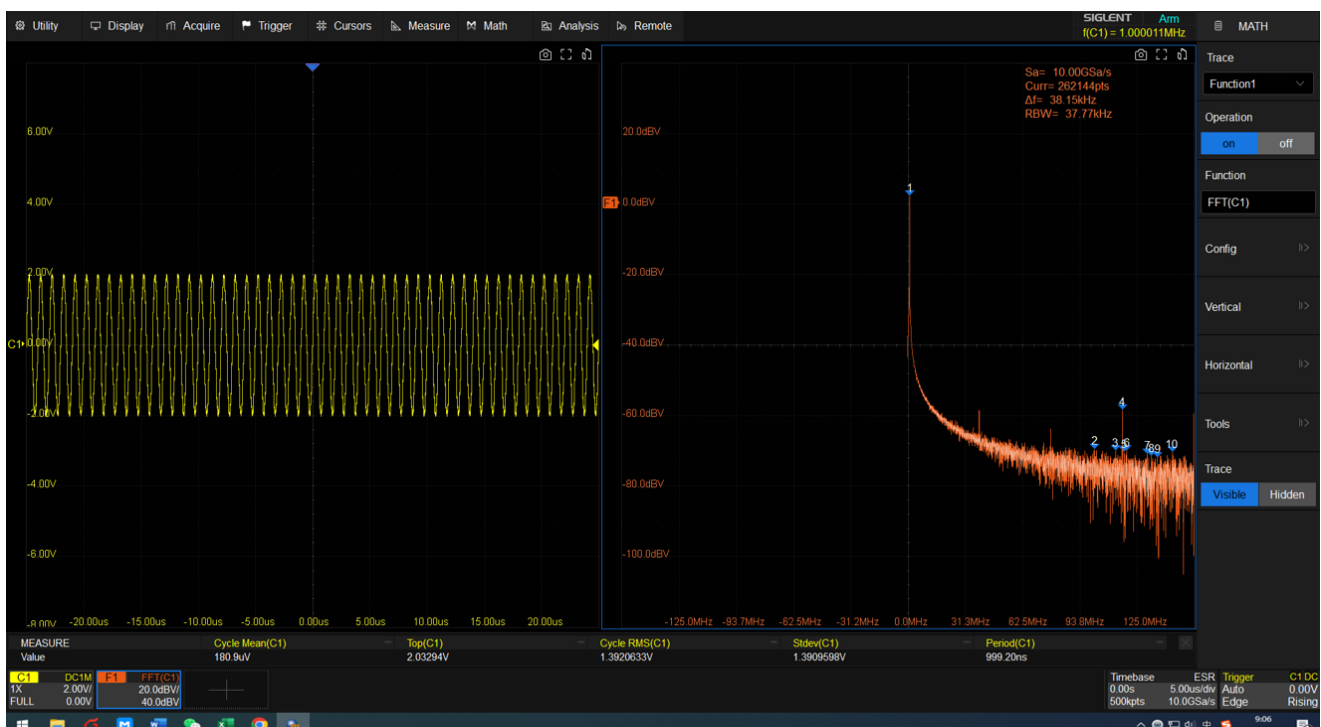 Utility Display Acquire Trigger Cursors Measure Math Analysis Remote
SIGLENT Arm
f(C1) = 1.000011MHz
MATH
Trace
Function1
Operation
on off
Function
FFT(C1)
Config
Vertical
Horizontal
Tools
Trace
Visible Hidden
6.00V
4.00V
2.00V
C1 0.00V
-2.00V
-4.00V
-6.00V
-8.00V
-20.00us -15.00us -10.00us -5.00us 0.00us 5.00us 10.00us 15.00us 20.00us
Sa= 10.00GSa/s
Curr= 262144pts
Δf= 38.15kHz
RBW= 37.77kHz
20.0dBV
F1 0.0dBV
-20.0dBV
-40.0dBV
-60.0dBV
-80.0dBV
-100.0dBV
1
4
2 3 5 6 7 8 9 10
-125.0MHz -93.7MHz -62.5MHz -31.2MHz 0.0MHz 31.3MHz 62.5MHz 93.8MHz 125.0MHz
MEASURE Cycle Mean(C1) Top(C1) Cycle RMS(C1) Stdev(C1) Period(C1)
Value 180.9uV 2.03294V 1.3920633V 1.3909598V 999.20ns
C1 DC1M
1X 2.00V/
FULL 0.00V
F1 FFT(C1)
20.0dBV/
40.0dBV
Timebase ESR
0.00s 5.00us/div
500kpts 10.0GSa/s
Trigger C1 DC
Auto 0.00V
Edge Rising
中
9:06